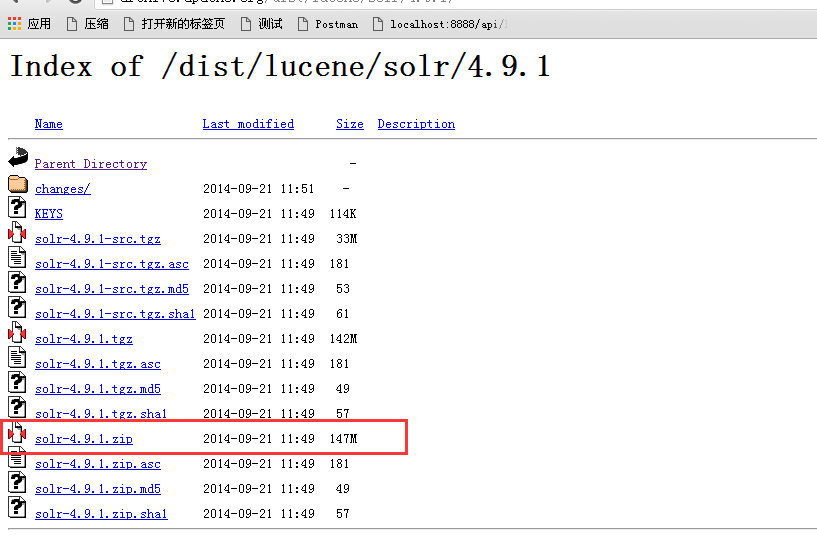 应用 压缩 打开新的标签页 测试 Postman localhost:8888/api/
Index of /dist/lucene/solr/4.9.1
Name Last modified Size Description
Parent Directory -
changes/ 2014-09-21 11:51 -
KEYS 2014-09-21 11:49 114K
solr-4.9.1-src.tgz 2014-09-21 11:49 33M
solr-4.9.1-src.tgz.asc 2014-09-21 11:49 181
solr-4.9.1-src.tgz.md5 2014-09-21 11:49 53
solr-4.9.1-src.tgz.sha1 2014-09-21 11:49 61
solr-4.9.1.tgz 2014-09-21 11:49 142M
solr-4.9.1.tgz.asc 2014-09-21 11:49 181
solr-4.9.1.tgz.md5 2014-09-21 11:49 49
solr-4.9.1.tgz.sha1 2014-09-21 11:49 57
solr-4.9.1.zip 2014-09-21 11:49 147M
solr-4.9.1.zip.asc 2014-09-21 11:49 181
solr-4.9.1.zip.md5 2014-09-21 11:49 49
solr-4.9.1.zip.sha1 2014-09-21 11:49 57